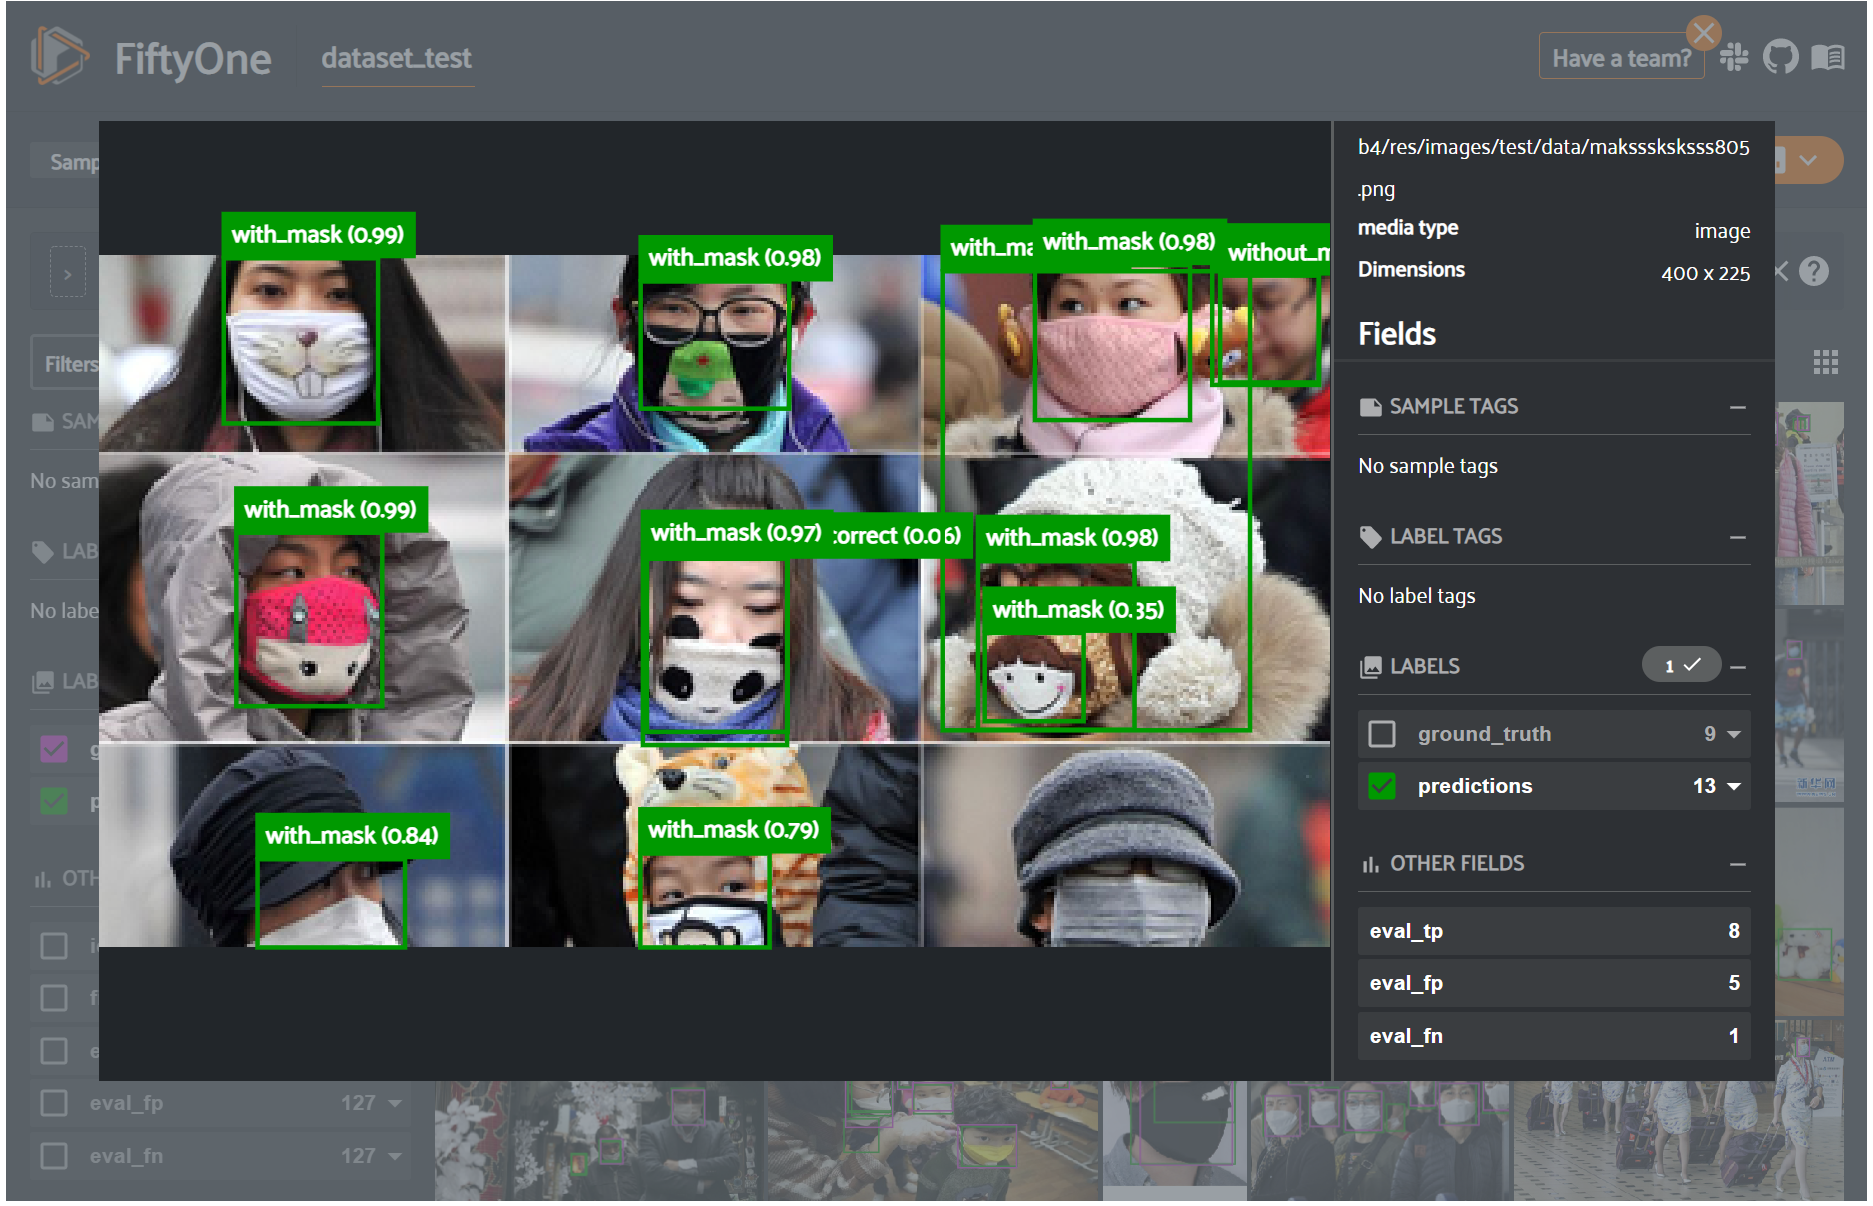 FiftyOne
dataset_test
Have a team?
Samp
b4/res/images/test/data/maksssksksss805
.png
media type image
Dimensions 400 x 225
Fields
SAMPLE TAGS
No sample tags
LABEL TAGS
No label tags
LABELS 1
ground_truth 9
predictions 13
OTHER FIELDS
eval_tp 8
eval_fp 5
eval_fn 1
with_mask (0.99)
with_mask (0.98)
with_ma
with_mask (0.98)
without_m
with_mask (0.99)
with_mask (0.97)
correct (0.06)
with_mask (0.98)
with_mask (0.35)
with_mask (0.84)
with_mask (0.79)
Filters
SAM
No sam
LAB
No labe
LAB
g
p
OTH
e
eval_fp 127
eval_fn 127
新华网